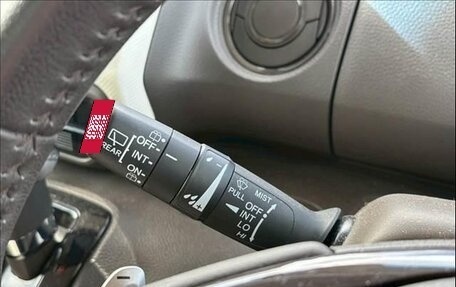 OFF
REAR INT
ON
PULL MIST
OFF
INT
LO
HI